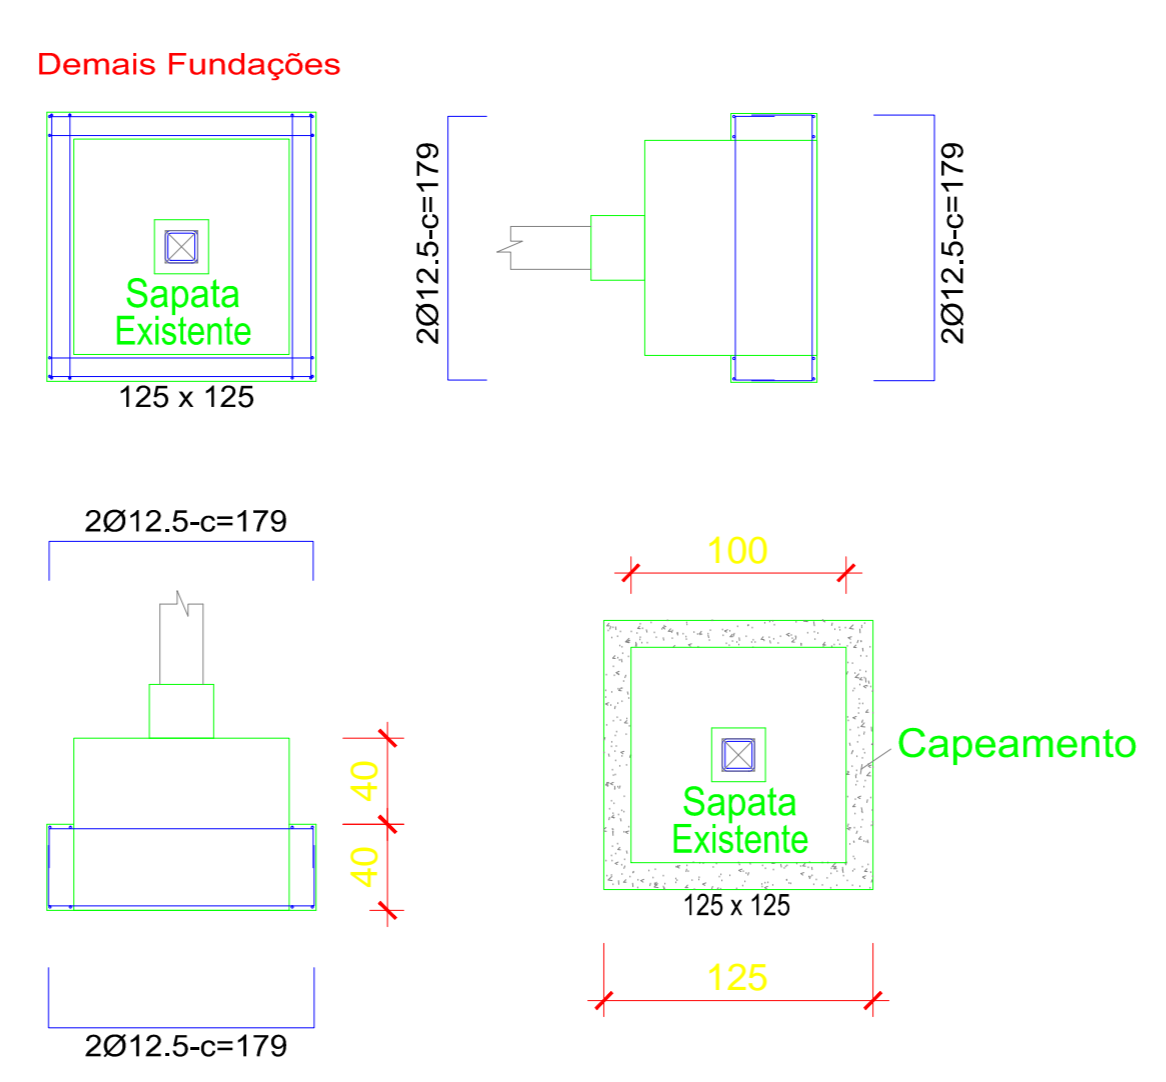 Demais Fundações
Sapata
Existente
125 x 125
2Ø12.5-c=179
2Ø12.5-c=179
2Ø12.5-c=179
40
40
2Ø12.5-c=179
100
Capeamento
Sapata
Existente
125 x 125
125